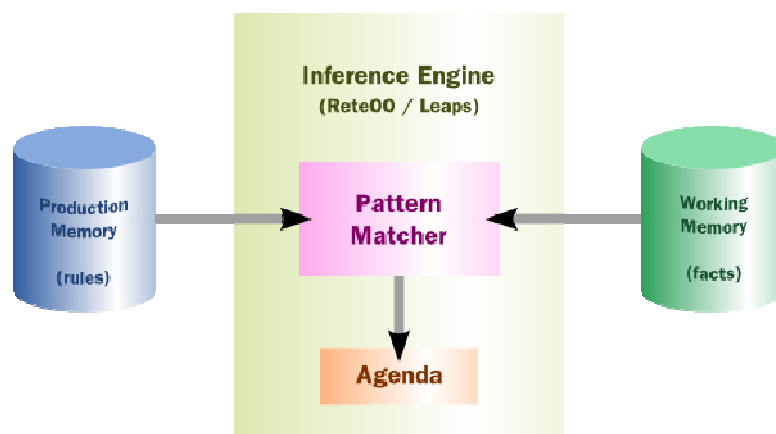 Inference Engine
(ReteOO / Leaps)
Production
Memory
(rules)
Pattern
Matcher
Working
Memory
(facts)
Agenda